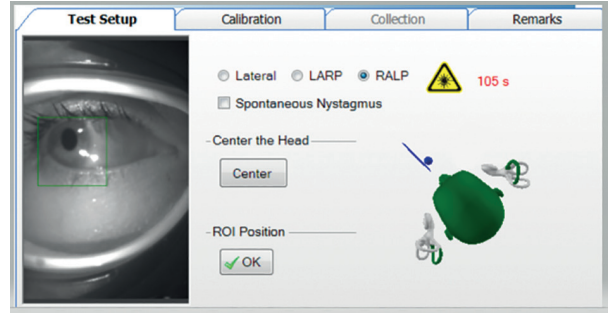 Test Setup Calibration Collection Remarks
Lateral LARP RALP 105 s
Spontaneous Nystagmus
Center the Head
Center
ROI Position
OK